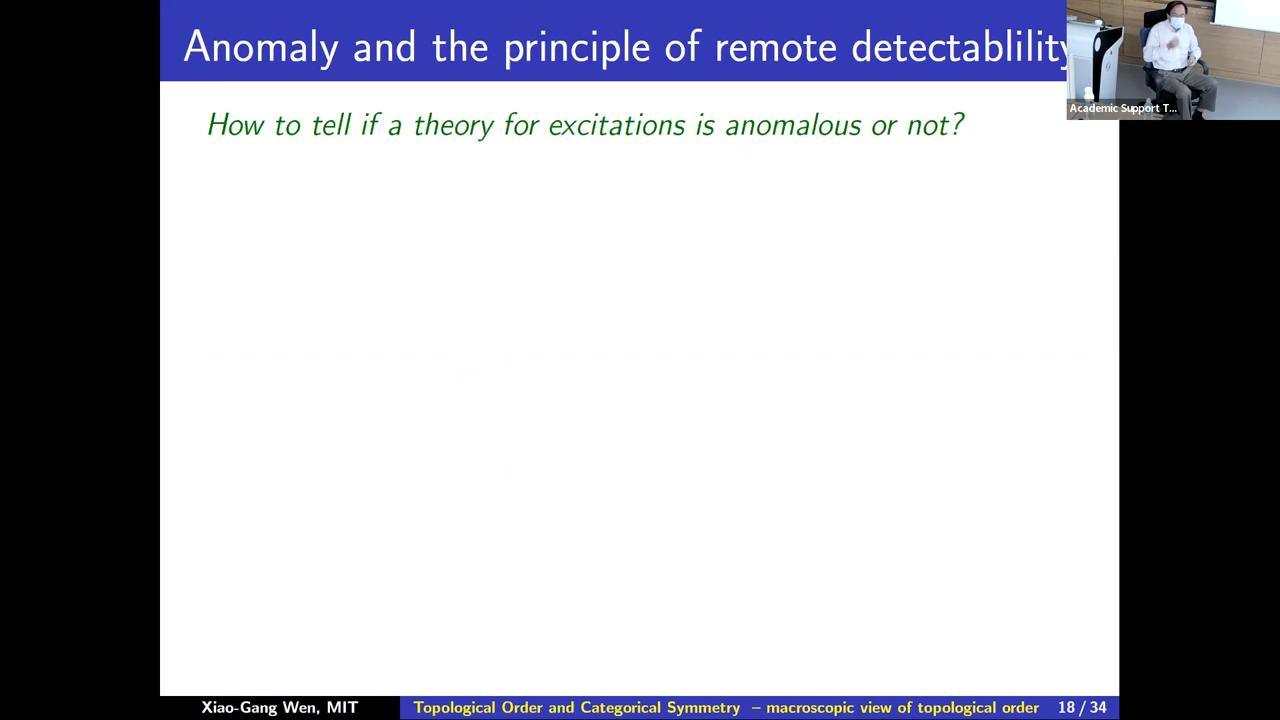 Anomaly and the principle of remote detectablility
Academic Support T...
How to tell if a theory for excitations is anomalous or not?
Xiao-Gang Wen, MIT
Topological Order and Categorical Symmetry – macroscopic view of topological order
18 / 34